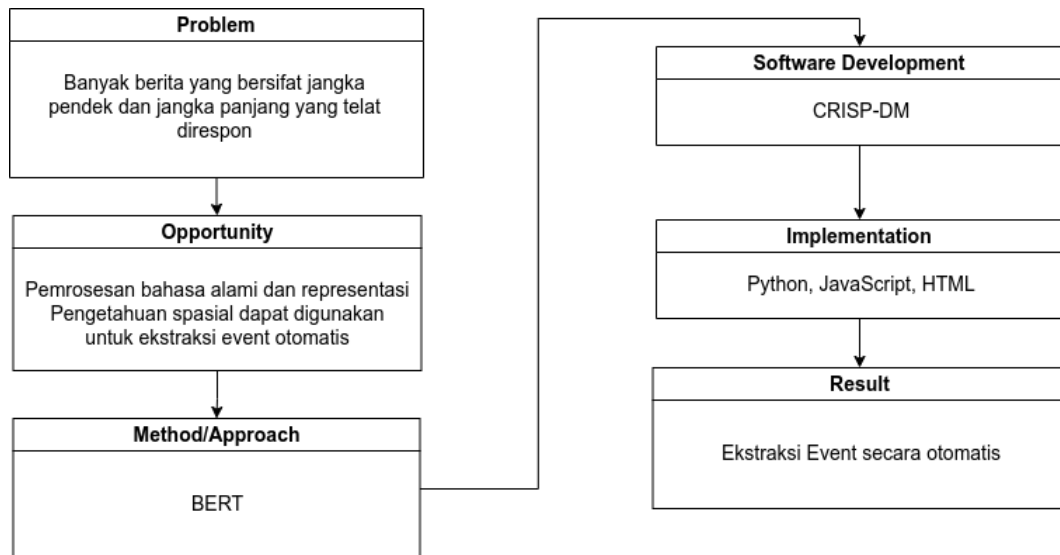 Problem
Banyak berita yang bersifat jangka
pendek dan jangka panjang yang telat
direspon
Opportunity
Pemrosesan bahasa alami dan representasi
Pengetahuan spasial dapat digunakan
untuk ekstraksi event otomatis
Method/Approach
BERT
Software Development
CRISP-DM
Implementation
Python, JavaScript, HTML
Result
Ekstraksi Event secara otomatis